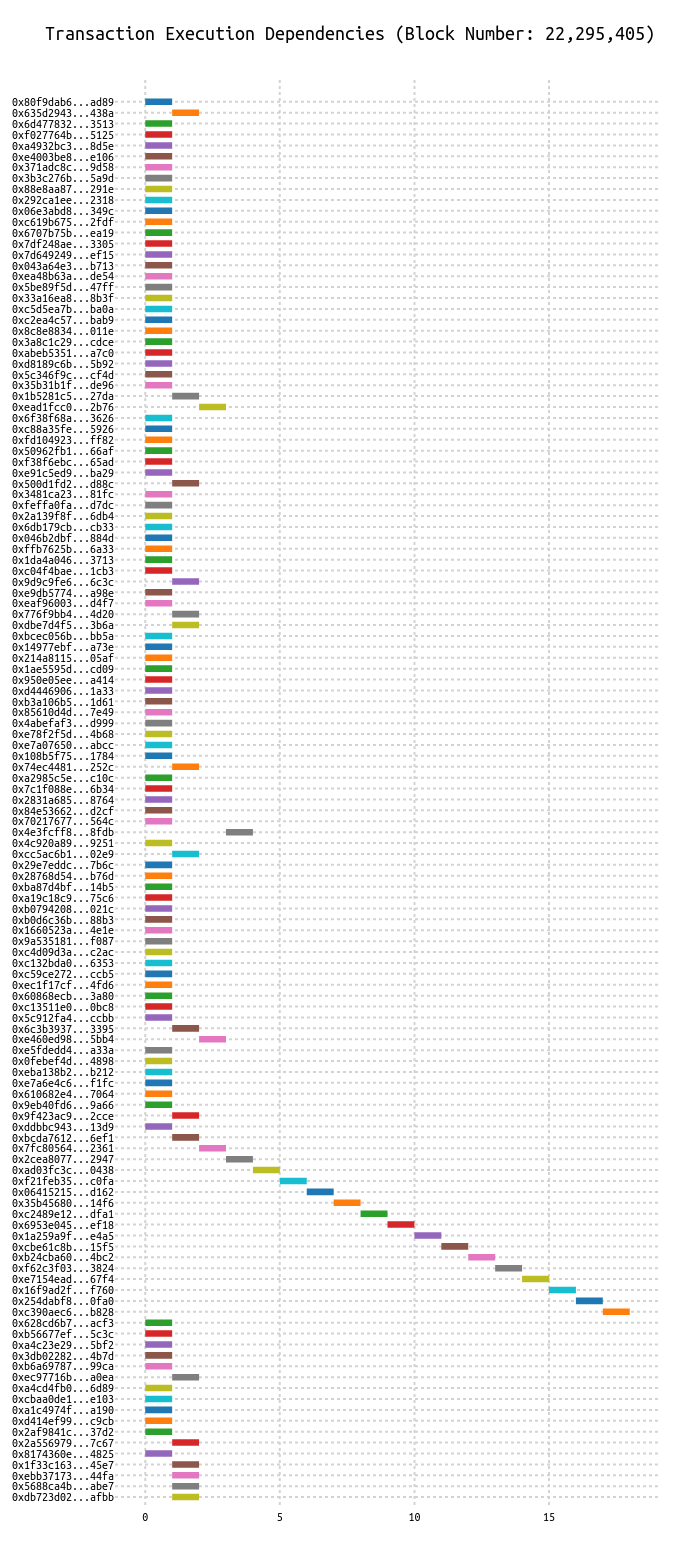 Transaction Execution Dependencies (Block Number: 22,295,405)
0x80f9dab6...ad89
0x635d2943...438a
0x6d477832...3513
0xf027764b...5125
0xa4932bc3...8d5e
0xe4003be8...e106
0x371adc8c...9d58
0x3b3c276b...5a9d
0x88e8aa87...291e
0x292ca1ee...2318
0x06e3abd8...349c
0xc619b675...2fdf
0x6707b75b...ea19
0x7df248ae...3305
0x7d649249...ef15
0x043a64e3...b713
0xea48b63a...de54
0x5be89f5d...47ff
0x33a16ea8...8b3f
0xc5d5ea7b...ba0a
0xc2ea4c57...bab9
0x8c8e8834...011e
0x3a8c1c29...cdce
0xabeb5351...a7c0
0xd8189c6b...5b92
0x5c346f9c...cf4d
0x35b31b1f...de96
0x1b5281c5...27da
0xead1fcc0...2b76
0x6f38f68a...3626
0xc88a35fe...5926
0xfd104923...ff82
0x50962fb1...66af
0xf38f6ebc...65ad
0xe91c5ed9...ba29
0x500d1fd2...d88c
0x3481ca23...81fc
0xfeffa0fa...d7dc
0x2a139f8f...6db4
0x6db179cb...cb33
0x046b2dbf...884d
0xffb7625b...6a33
0x1da4a046...3713
0xc04f4bae...1cb3
0x9d9c9fe6...6c3c
0xe9db5774...a98e
0xeaf96003...d4f7
0x776f9bb4...4d20
0xdbe7d4f5...3b6a
0xbcec056b...bb5a
0x14977ebf...a73e
0x214a8115...05af
0x1ae5595d...cd09
0x950e05ee...a414
0xd4446906...1a33
0xb3a106b5...1d61
0x85610d4d...7e49
0x4abefaf3...d999
0xe78f2f5d...4b68
0xe7a07650...abcc
0x108b5f75...1784
0x74ec4481...252c
0xa2985c5e...c10c
0x7c1f088e...6b34
0x2831a685...8764
0x84e53662...d2cf
0x70217677...564c
0x4e3fcff8...8fdb
0x4c920a89...9251
0xcc5ac6b1...02e9
0x29e7eddc...7b6c
0x28768d54...b76d
0xba87d4bf...14b5
0xa19c18c9...75c6
0xb0794208...021c
0xb0d6c36b...88b3
0x1660523a...4e1e
0x9a535181...f087
0xc4d09d3a...c2ac
0xc132bda0...6353
0xc59ce272...ccb5
0xec1f17cf...4fd6
0x60868ecb...3a80
0xc13511e0...0bc8
0x5c912fa4...ccbb
0x6c3b3937...3395
0xe460ed98...5bb4
0xe5fdedd4...a33a
0x0febef4d...4898
0xeba138b2...b212
0xe7a6e4c6...f1fc
0x610682e4...7064
0x9eb40fd6...9a66
0x9f423ac9...2cce
0xddbbc943...13d9
0xbcda7612...6ef1
0x7fc80564...2361
0x2cea8077...2947
0xad03fc3c...0438
0xf21feb35...c0fa
0x06415215...d162
0x35b45680...14f6
0xc2489e12...dfa1
0x6953e045...ef18
0x1a259a9f...e4a5
0xcbe61c8b...15f5
0xb24cba60...4bc2
0xf62c3f03...3824
0xe7154ead...67f4
0x16f9ad2f...f760
0x254dabf8...0fa0
0xc390aec6...b828
0x628cd6b7...acf3
0xb56677ef...5c3c
0xa4c23e29...5bf2
0x3db02282...4b7d
0xb6a69787...99ca
0xec97716b...a0ea
0xa4cd4fb0...6d89
0xcbaa0de1...e103
0xa1c4974f...a190
0xd414ef99...c9cb
0x2af9841c...37d2
0x2a556979...7c67
0x8174360e...4825
0x1f33c163...45e7
0xebb37173...44fa
0x5688ca4b...abe7
0xdb723d02...afbb
0 5 10 15